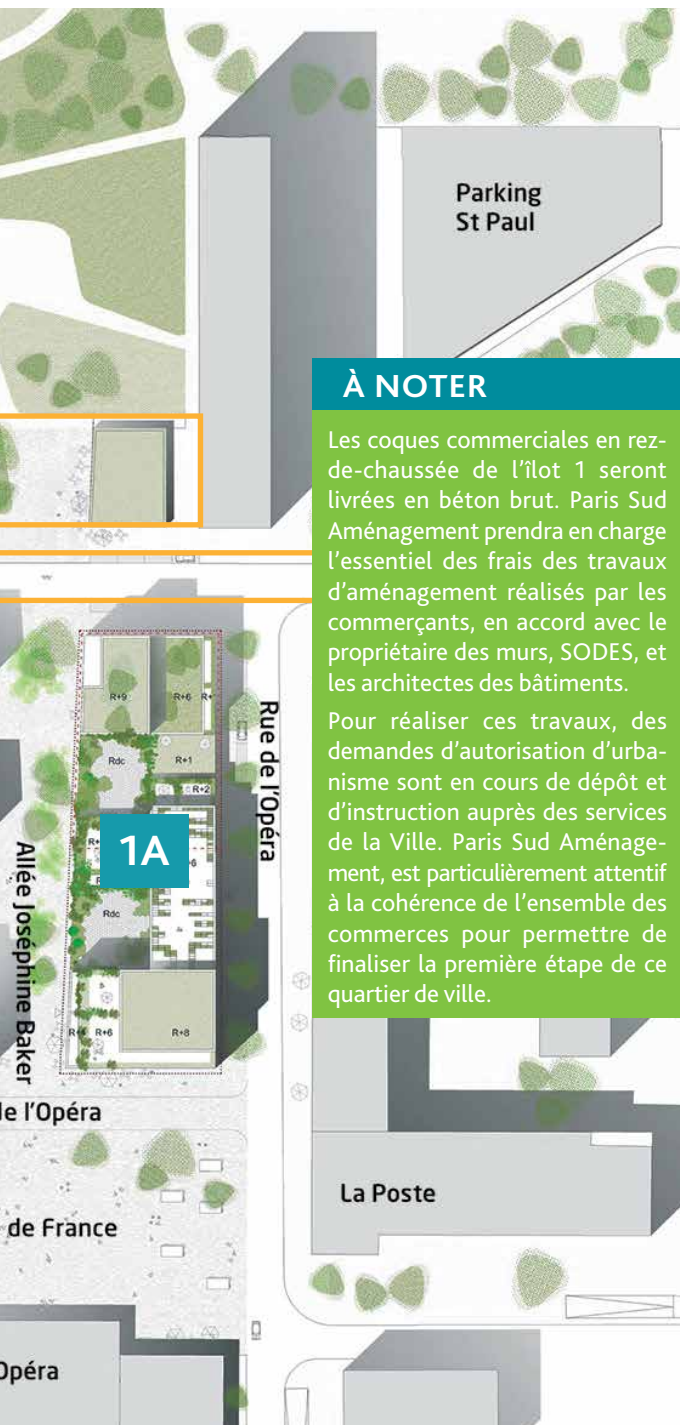 Parking
St Paul
À NOTER
Les coques commerciales en rez-
de-chaussée de l'îlot 1 seront
livrées en béton brut. Paris Sud
Aménagement prendra en charge
l'essentiel des frais des travaux
d'aménagement réalisés par les
commerçants, en accord avec le
propriétaire des murs, SODES, et
les architectes des bâtiments.
Pour réaliser ces travaux, des
demandes d'autorisation d'urba-
nisme sont en cours de dépôt et
d'instruction auprès des services
de la Ville. Paris Sud Aménage-
ment, est particulièrement attentif
à la cohérence de l'ensemble des
commerces pour permettre de
finaliser la première étape de ce
quartier de ville.
R+9
R+6
Rue de l'Opéra
Rdc
R+1
R+2
1A
Allée Joséphine Baker
Rdc
R+6
R+8
de l'Opéra
La Poste
de France
Opéra